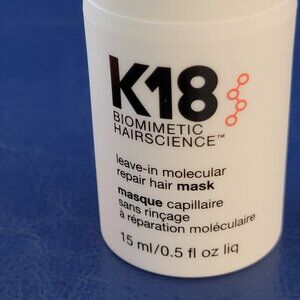 K18
BIOMIMETIC
HAIRSCIENCE™
leave-in molecular
repair hair mask
masque capillaire
sans rinçage
à réparation moléculaire
15 ml/0.5 fl oz liq